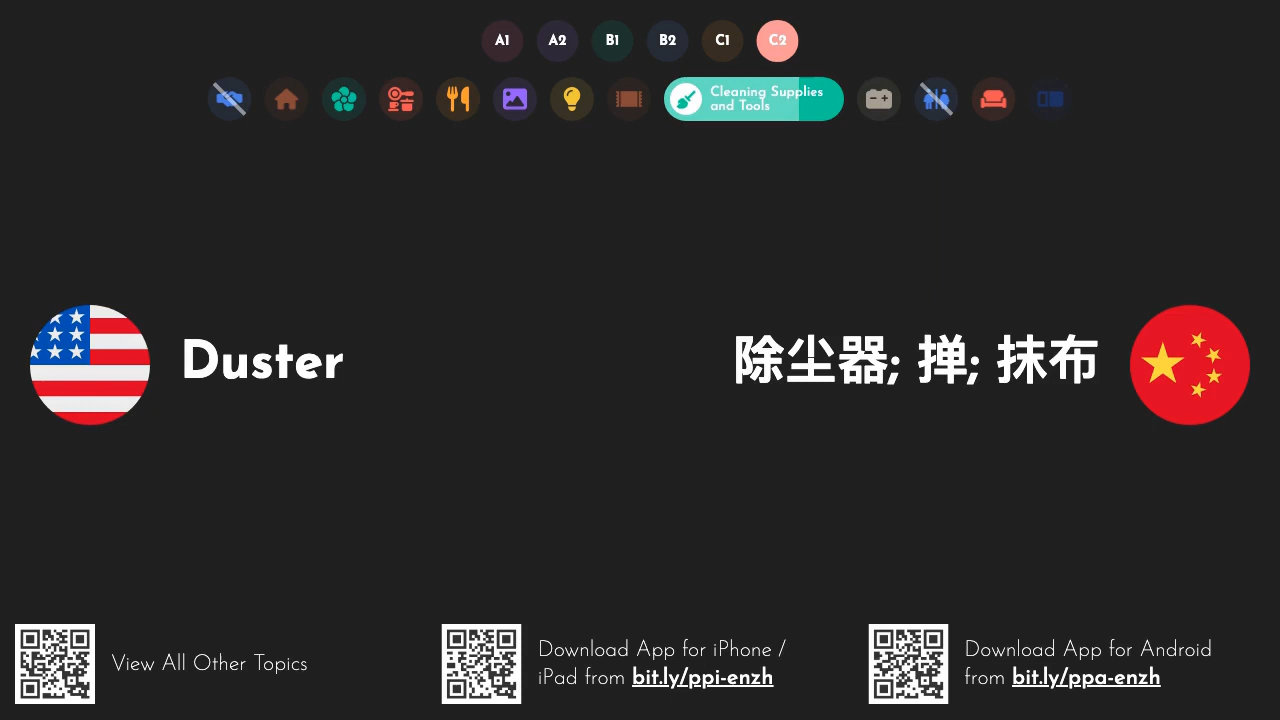 A1 A2 B1 B2 C1 C2
Cleaning Supplies
and Tools
Duster
除尘器; 掸; 抹布
View All Other Topics
Download App for iPhone /
iPad from bit.ly/ppi-enzh
Download App for Android
from bit.ly/ppa-enzh